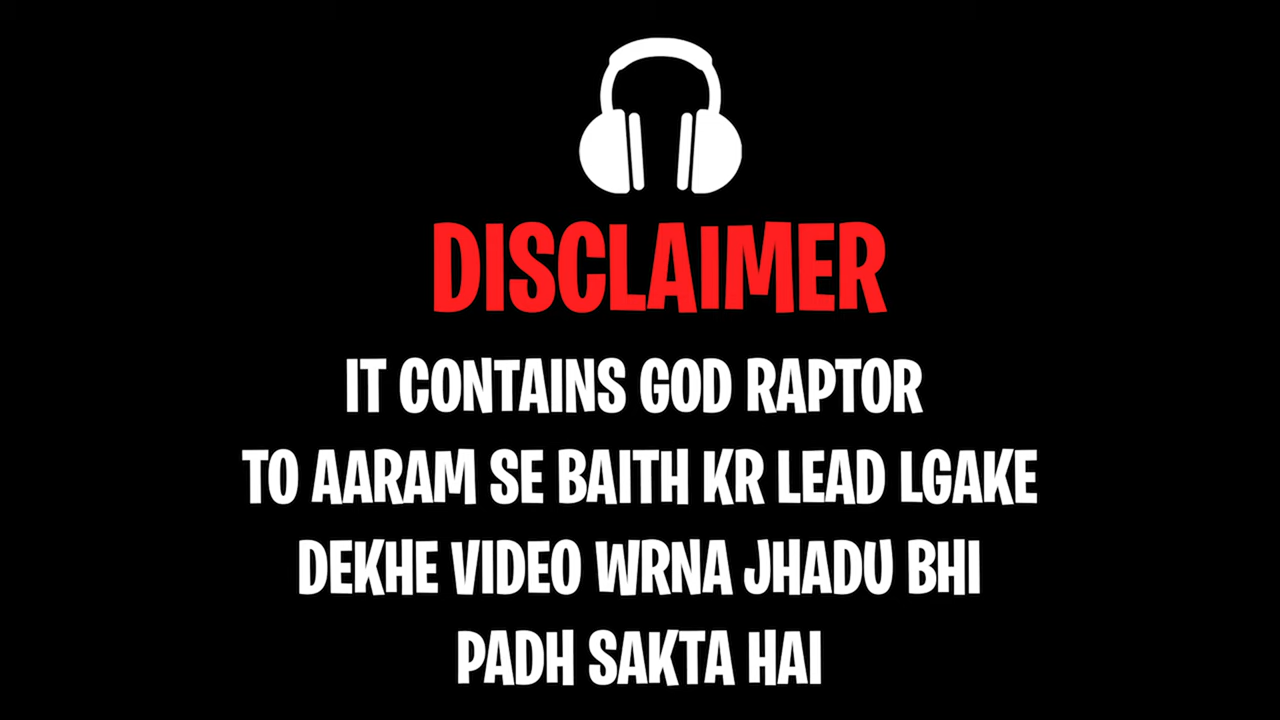 DISCLAIMER
IT CONTAINS GOD RAPTOR
TO AARAM SE BAITH KR LEAD LGAKE
DEKHE VIDEO WRNA JHADU BHI
PADH SAKTA HAI